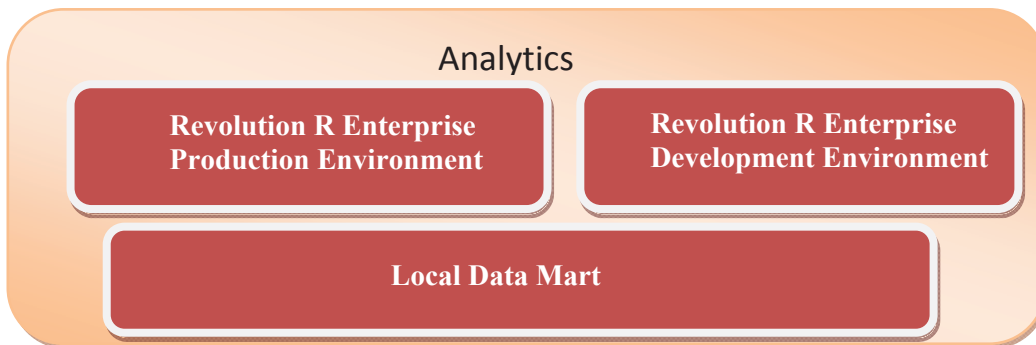 Analytics
Revolution R Enterprise
Production Environment
Revolution R Enterprise
Development Environment
Local Data Mart